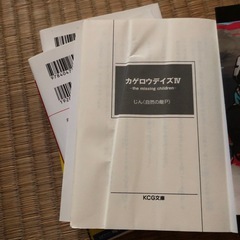 カゲロウデイズⅣ
-the missing children-
じん(自然の敵P)
KCG文庫